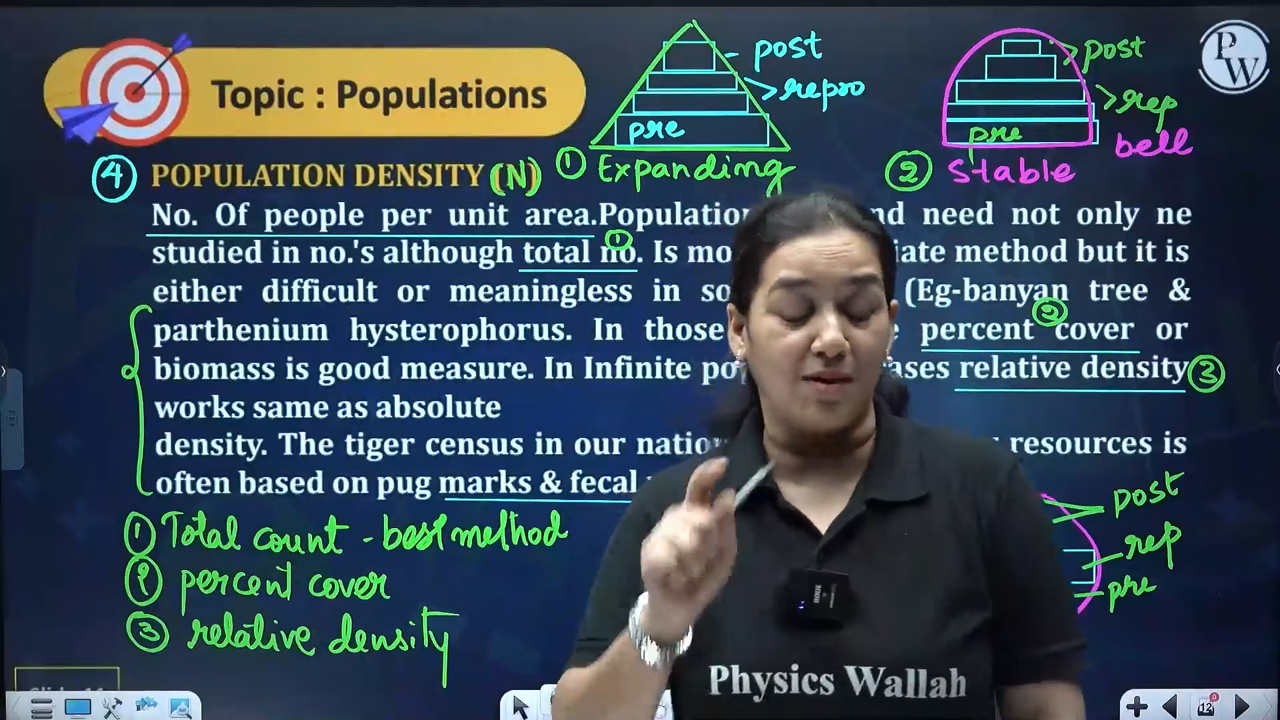 Topic : Populations
post
repro
pre
① Expanding
post
rep
pre
bell
② Stable
PW
④ POPULATION DENSITY (N)
No. Of people per unit area.Population nd need not only ne
studied in no.'s although total no. Is iate method but it is
①
either difficult or meaningless in (Eg-banyan tree &
②
parthenium hysterophorus. In those percent cover or
biomass is good measure. In Infinite relative density ③
works same as absolute
density. The tiger census in our resources is
often based on pug marks & fecal
① Total count - best method
② percent cover
③ relative density
post
rep
pre
Physics Wallah
12